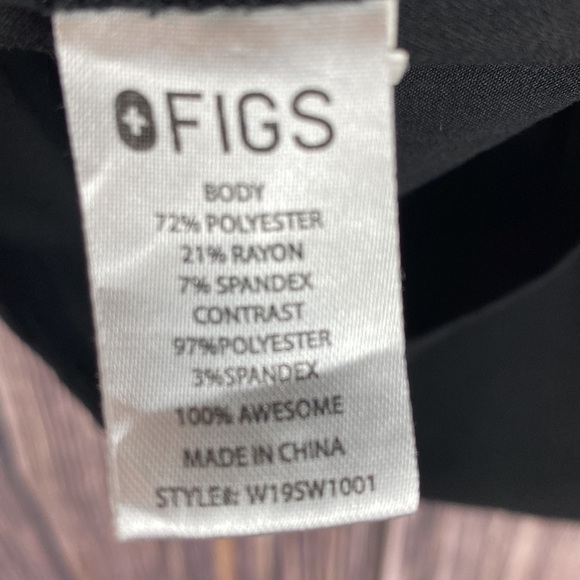 FIGS
BODY
72% POLYESTER
21% RAYON
7% SPANDEX
CONTRAST
97%POLYESTER
3%SPANDEX
100% AWESOME
MADE IN CHINA
STYLE#: W19SW1001